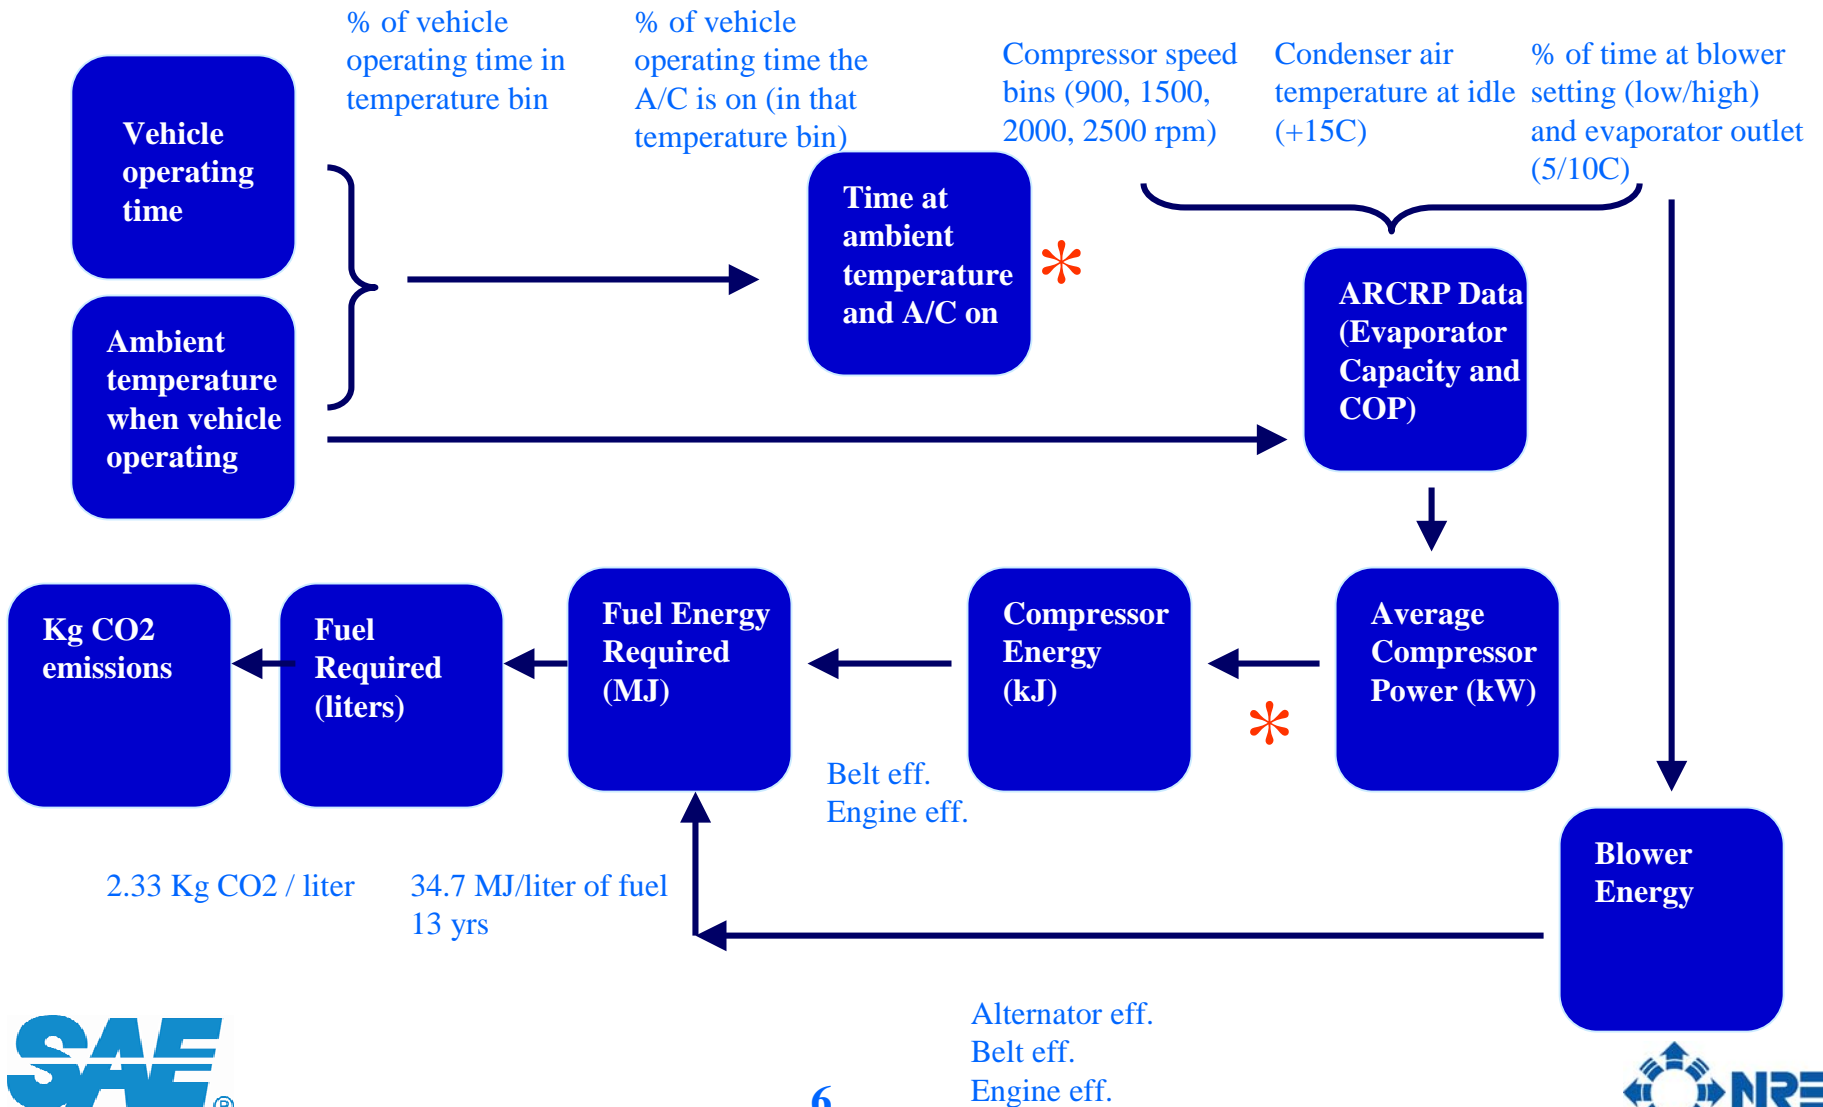 % of vehicle
operating time in
temperature bin
% of vehicle
operating time the
A/C is on (in that
temperature bin)
Compressor speed
bins (900, 1500,
2000, 2500 rpm)
Condenser air
temperature at idle
(+15C)
% of time at blower
setting (low/high)
and evaporator outlet
(5/10C)
Vehicle
operating
time
Time at
ambient
temperature
and A/C on
*
ARCRP Data
(Evaporator
Capacity and
COP)
Ambient
temperature
when vehicle
operating
Kg CO2
emissions
Fuel
Required
(liters)
Fuel Energy
Required
(MJ)
Compressor
Energy
(kJ)
*
Average
Compressor
Power (kW)
Belt eff.
Engine eff.
Blower
Energy
2.33 Kg CO2 / liter
34.7 MJ/liter of fuel
13 yrs
Alternator eff.
Belt eff.
Engine eff.
SAE®
6
NRE